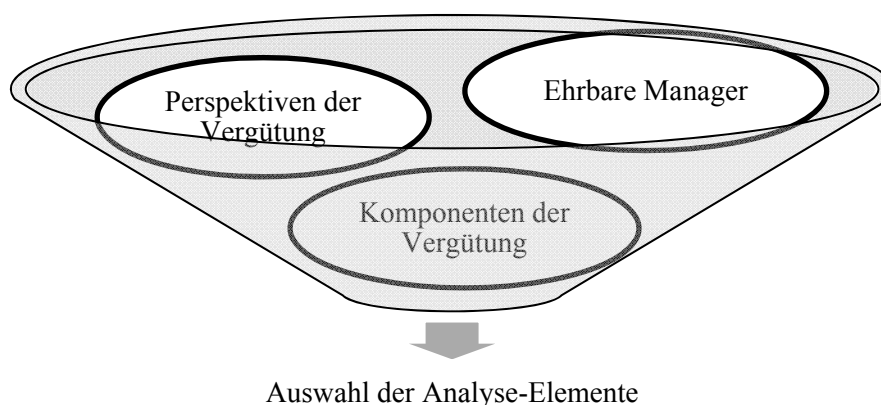 Perspektiven der
Vergütung
Ehrbare Manager
Komponenten der
Vergütung
Auswahl der Analyse-Elemente